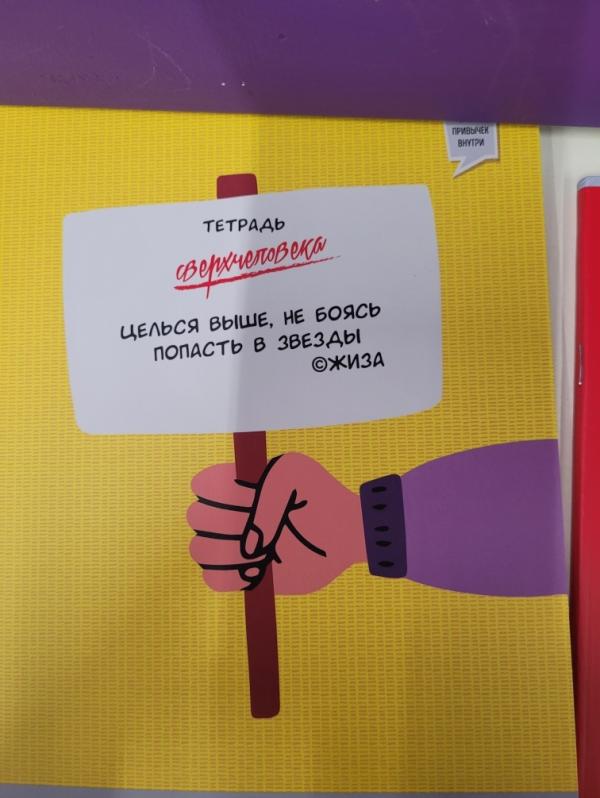 ПРИВЫЧЕК
ВНУТРИ
ТЕТРАДЬ
сверхчеловека
ЦЕЛЬСЯ ВЫШЕ, НЕ БОЯСЬ
ПОПАСТЬ В ЗВЕЗДЫ
©ЖИЗА